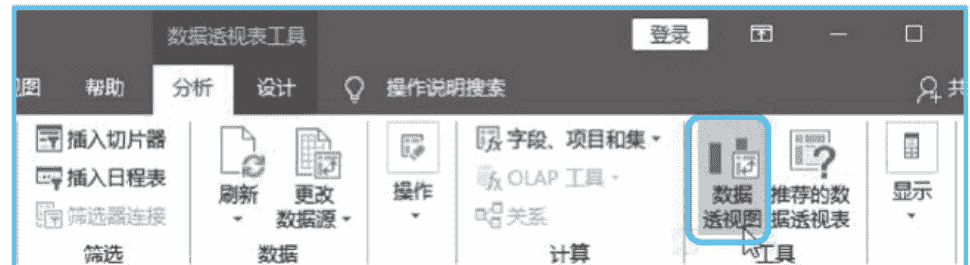 数据透视表工具 登录
视图 帮助 分析 设计 操作说明搜索 共
插入切片器
插入日程表
筛选器连接
筛选
刷新
更改
数据源
数据
操作
fx 字段、项目和集
fx OLAP 工具
关系
计算
数据
透视图
推荐的数
据透视表
工具
显示